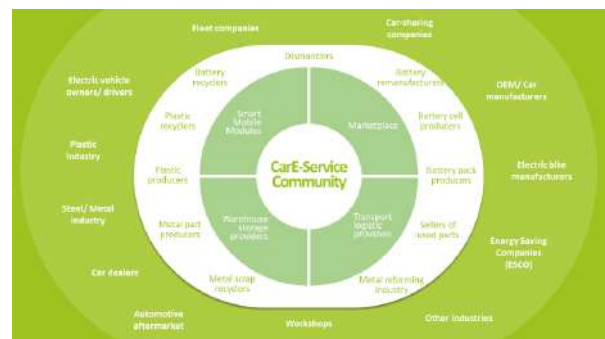 Fleet companies
Car-sharing
companies
Dismantlers
Battery
recyclers
Battery
remanufacturers
Electric vehicle
owners/ drivers
OEM/ Car
manufacturers
Smart
Mobile
Modules
Marketplace
Plastic
recyclers
Battery cell
producers
Plastic
industry
CarE-Service
Community
Plastic
producers
Battery pack
producers
Electric bike
manufacturers
Steel/ Metal
industry
Metal part
producers
Warehouse
storage
providers
Transport
logistic
providers
Sellers of
used parts
Energy Saving
Companies
(ESCO)
Car dealers
Metal scrap
recyclers
Metal reforming
industry
Automotive
aftermarket
Workshops
Other industries